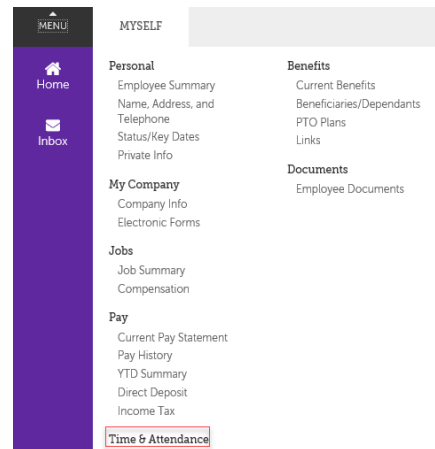 MENU
MYSELF
Home
Inbox
Personal
Employee Summary
Name, Address, and
Telephone
Status/Key Dates
Private Info
My Company
Company Info
Electronic Forms
Jobs
Job Summary
Compensation
Pay
Current Pay Statement
Pay History
YTD Summary
Direct Deposit
Income Tax
Time & Attendance
Benefits
Current Benefits
Beneficiaries/Dependants
PTO Plans
Links
Documents
Employee Documents